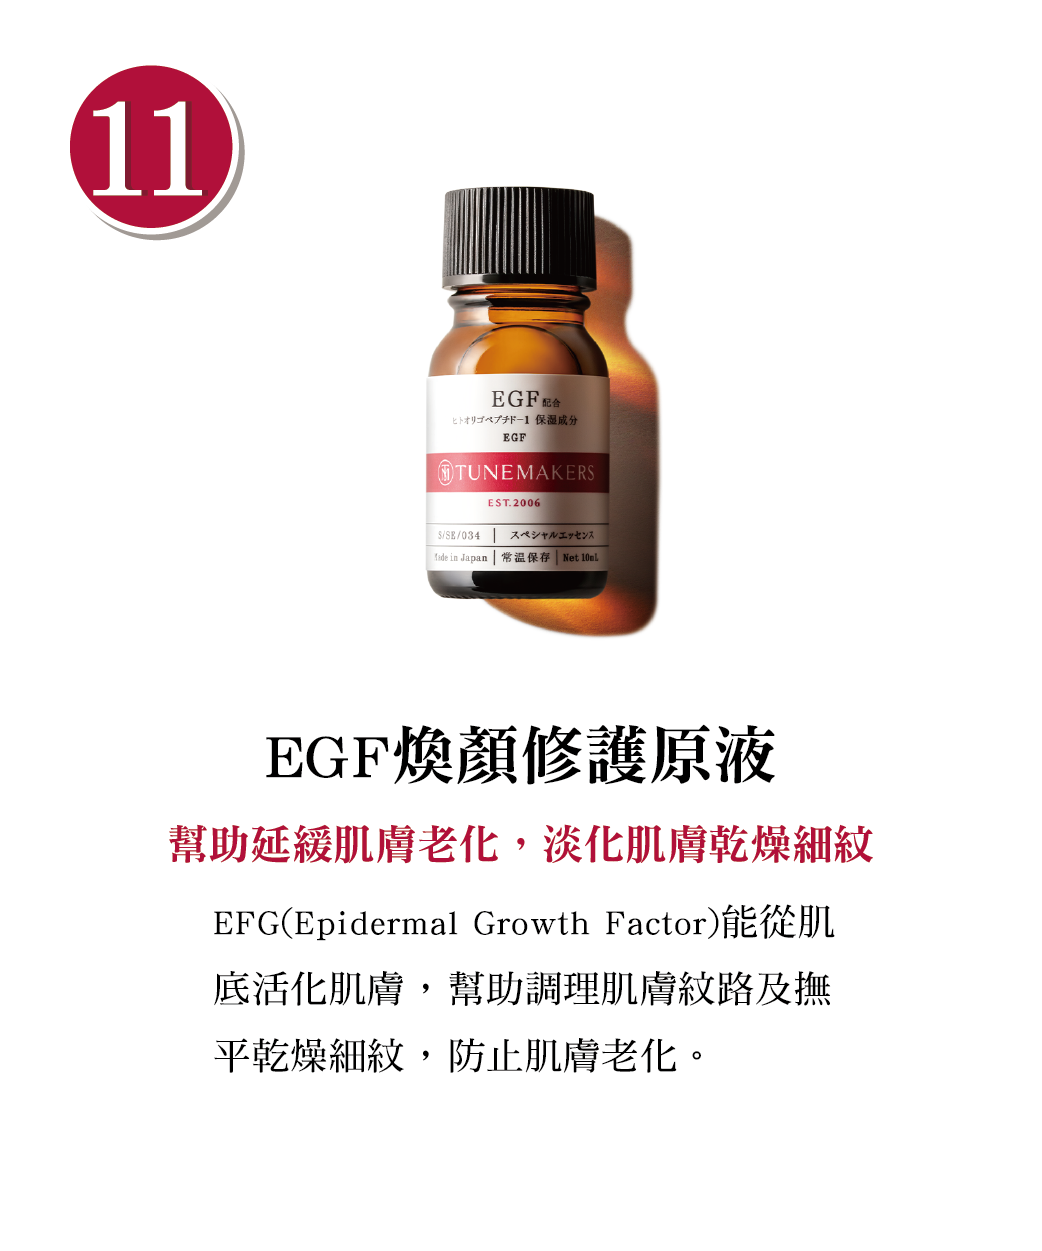 11
EGF配合
ヒトオリゴペプチド-1 保湿成分
EGF
TUNEMAKERS
EST.2006
S/SE/034 | スペシャルエッセンス
Made in Japan | 常温保存 | Net 10mL
EGF煥顏修護原液
幫助延緩肌膚老化，淡化肌膚乾燥細紋
EFG(Epidermal Growth Factor)能從肌
底活化肌膚，幫助調理肌膚紋路及撫
平乾燥細紋，防止肌膚老化。